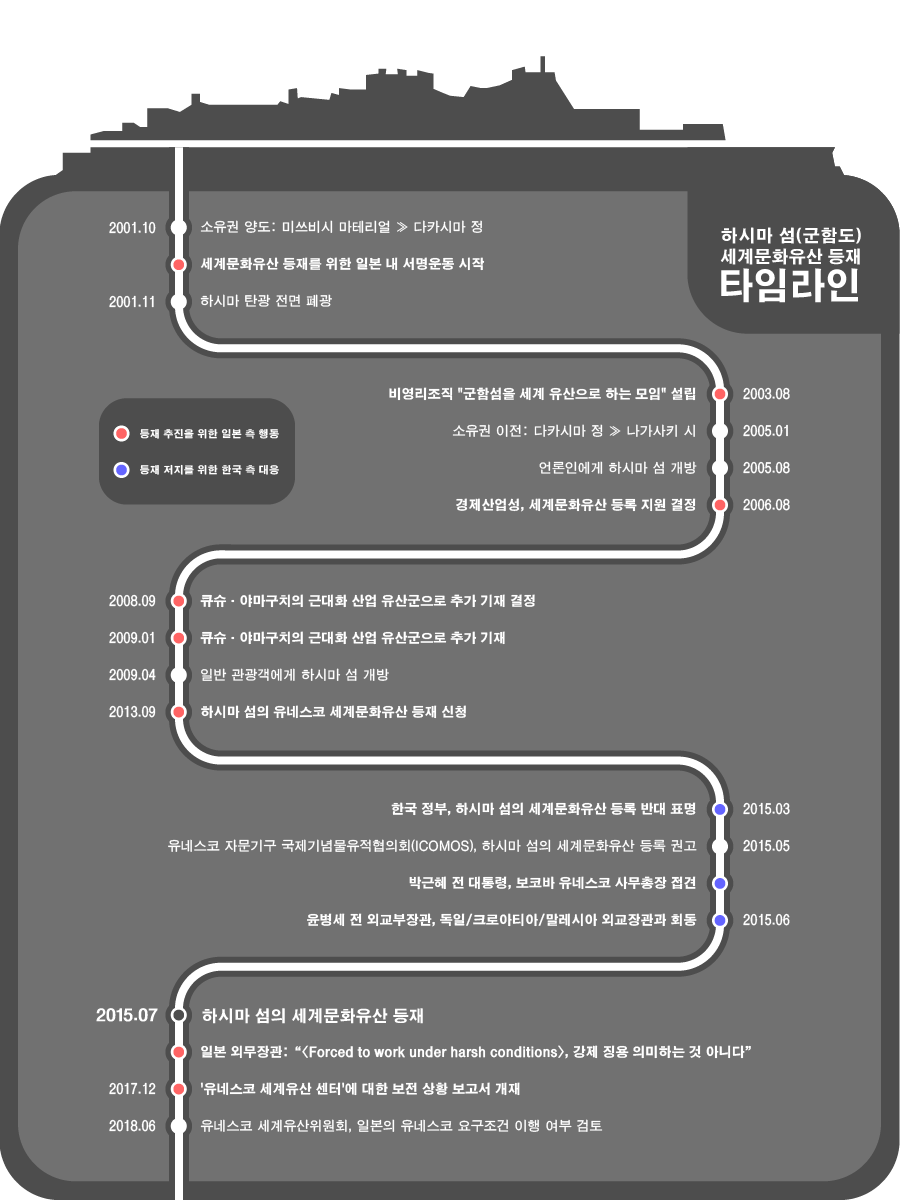 하시마 섬(군함도)
세계문화유산 등재
타임라인
2001.10 소유권 양도: 미쓰비시 마테리얼 ≫ 다카시마 정
세계문화유산 등재를 위한 일본 내 서명운동 시작
2001.11 하시마 탄광 전면 폐광
비영리조직 "군함섬을 세계 유산으로 하는 모임" 설립 2003.08
소유권 이전: 다카시마 정 ≫ 나가사키 시 2005.01
언론인에게 하시마 섬 개방 2005.08
경제산업성, 세계문화유산 등록 지원 결정 2006.08
등재 추진을 위한 일본 측 행동
등재 저지를 위한 한국 측 대응
2008.09 큐슈 · 야마구치의 근대화 산업 유산군으로 추가 기재 결정
2009.01 큐슈 · 야마구치의 근대화 산업 유산군으로 추가 기재
2009.04 일반 관광객에게 하시마 섬 개방
2013.09 하시마 섬의 유네스코 세계문화유산 등재 신청
한국 정부, 하시마 섬의 세계문화유산 등록 반대 표명 2015.03
유네스코 자문기구 국제기념물유적협의회(ICOMOS), 하시마 섬의 세계문화유산 등록 권고 2015.05
박근혜 전 대통령, 보코바 유네스코 사무총장 접견
윤병세 전 외교부장관, 독일/크로아티아/말레시아 외교장관과 회동 2015.06
2015.07 하시마 섬의 세계문화유산 등재
일본 외무장관: “〈Forced to work under harsh conditions〉, 강제 징용 의미하는 것 아니다”
2017.12 '유네스코 세계유산 센터'에 대한 보전 상황 보고서 개재
2018.06 유네스코 세계유산위원회, 일본의 유네스코 요구조건 이행 여부 검토